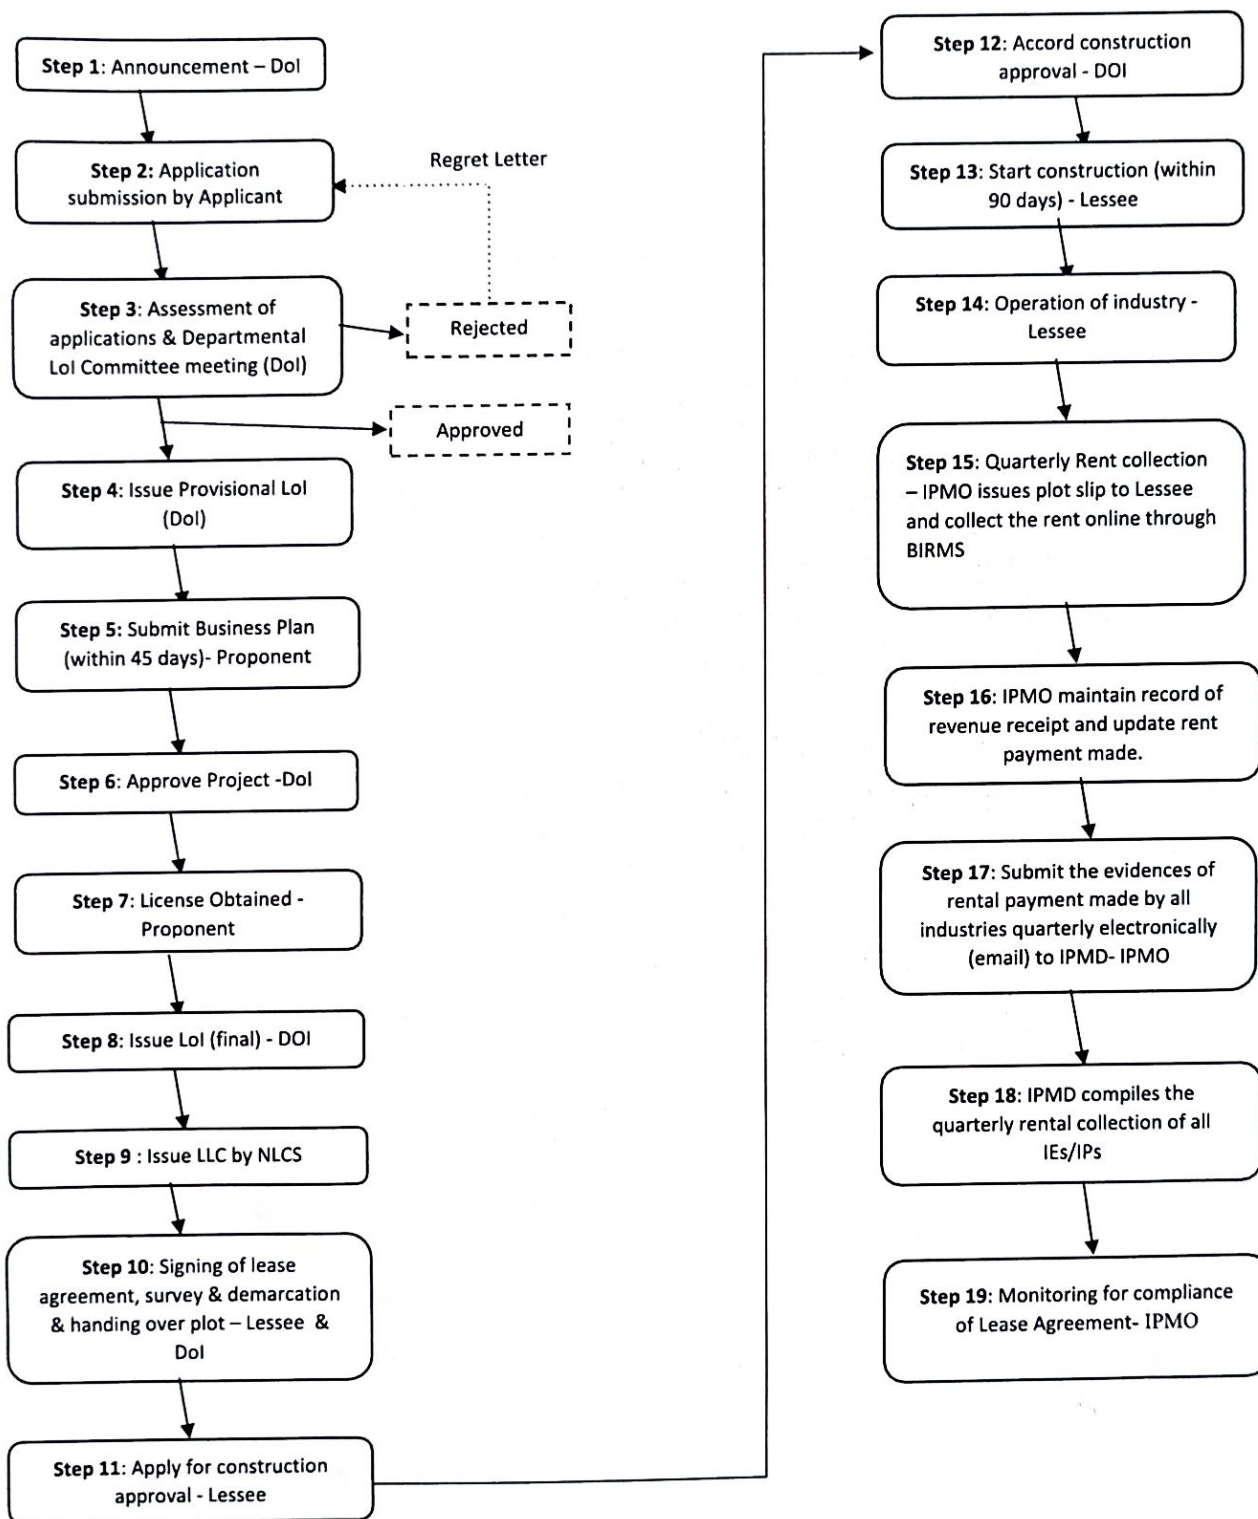 Step 1: Announcement – DoI
Step 2: Application
submission by Applicant
Regret Letter
Step 3: Assessment of
applications & Departmental
LoI Committee meeting (DoI)
Rejected
Approved
Step 4: Issue Provisional LoI
(DoI)
Step 5: Submit Business Plan
(within 45 days)- Proponent
Step 6: Approve Project -DoI
Step 7: License Obtained -
Proponent
Step 8: Issue LoI (final) - DOI
Step 9 : Issue LLC by NLCS
Step 10: Signing of lease
agreement, survey & demarcation
& handing over plot – Lessee &
DoI
Step 11: Apply for construction
approval - Lessee
Step 12: Accord construction
approval - DOI
Step 13: Start construction (within
90 days) - Lessee
Step 14: Operation of industry -
Lessee
Step 15: Quarterly Rent collection
– IPMO issues plot slip to Lessee
and collect the rent online through
BIRMS
Step 16: IPMO maintain record of
revenue receipt and update rent
payment made.
Step 17: Submit the evidences of
rental payment made by all
industries quarterly electronically
(email) to IPMD- IPMO
Step 18: IPMD compiles the
quarterly rental collection of all
IEs/IPs
Step 19: Monitoring for compliance
of Lease Agreement- IPMO